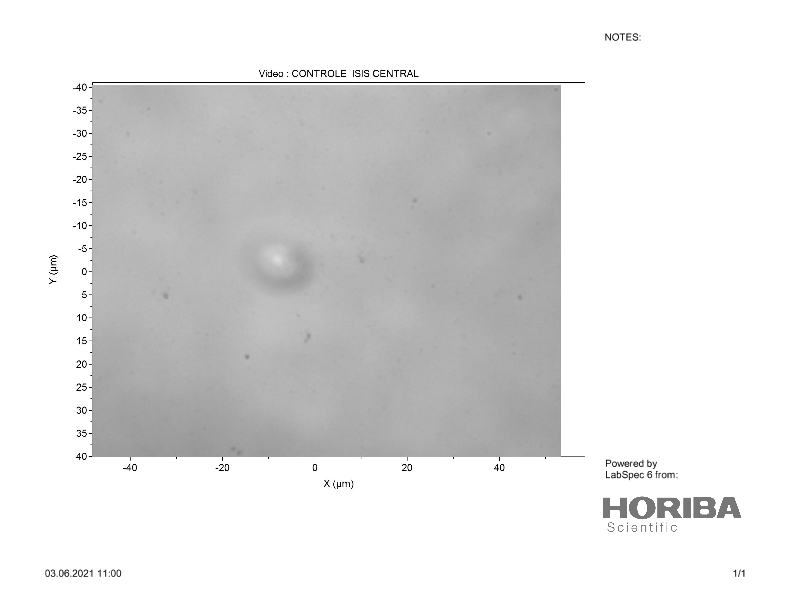 NOTES:
Video : CONTROLE ISIS CENTRAL
-40
-35
-30
-25
-20
-15
-10
-5
0
5
10
15
20
25
30
35
40
Y (µm)
-40 -20 0 20 40
X (µm)
Powered by
LabSpec 6 from:
HORIBA
Scientific
03.06.2021 11:00 1/1